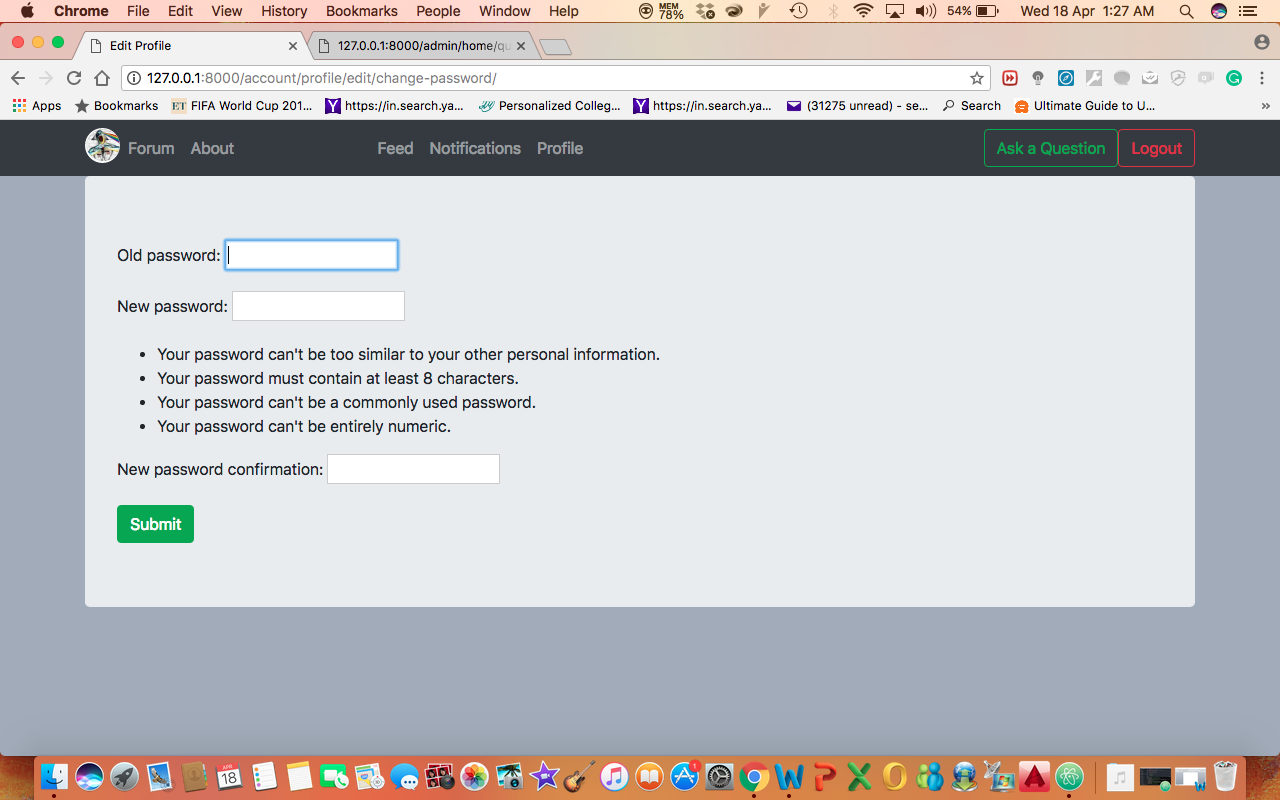 Chrome File Edit View History Bookmarks People Window Help MEM 78% 54% Wed 18 Apr 1:27 AM
Edit Profile 127.0.0.1:8000/admin/home/qu
127.0.0.1:8000/account/profile/edit/change-password/
Apps Bookmarks ET FIFA World Cup 201... https://in.search.ya... Personalized Colleg... https://in.search.ya... (31275 unread) - se... Search Ultimate Guide to U... »
Forum About Feed Notifications Profile Ask a Question Logout
Old password:
New password:
• Your password can't be too similar to your other personal information.
• Your password must contain at least 8 characters.
• Your password can't be a commonly used password.
• Your password can't be entirely numeric.
New password confirmation:
Submit
APR 18 1